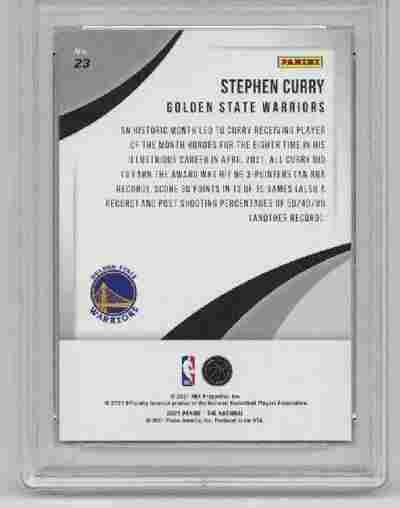 No.
23
PANINI
STEPHEN CURRY
GOLDEN STATE WARRIORS
AN HISTORIC MONTH LED TO CURRY RECEIVING PLAYER
OF THE MONTH HONORS FOR THE EIGHTH TIME IN HIS
ILLUSTRIOUS CAREER IN APRIL 2021. ALL CURRY DID
TO EARN THE AWARD WAS HIT 96 3-POINTERS (AN NBA
RECORD), SCORE 30 POINTS IN 13 OF 15 GAMES (ALSO A
RECORD) AND POST SHOOTING PERCENTAGES OF 50/40/90
(ANOTHER RECORD).
GOLDEN STATE
WARRIORS
NBA
© 2021 NBA Properties, Inc.
Officially licensed product of the National Basketball Players Association.
2021 PANINI - THE NATIONAL
© 2021 Panini America, Inc. Produced in the USA.